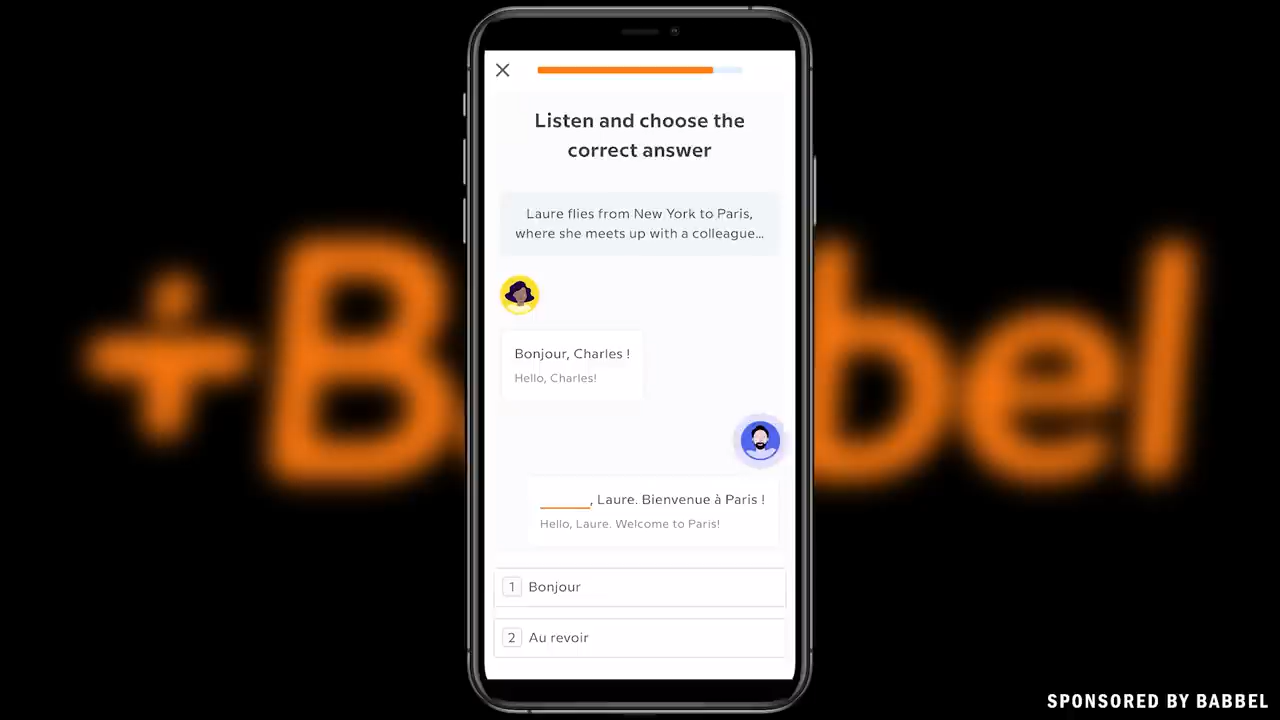 +Babbel
Listen and choose the
correct answer
Laure flies from New York to Paris,
where she meets up with a colleague...
Bonjour, Charles !
Hello, Charles!
______, Laure. Bienvenue à Paris !
Hello, Laure. Welcome to Paris!
1 Bonjour
2 Au revoir
SPONSORED BY BABBEL